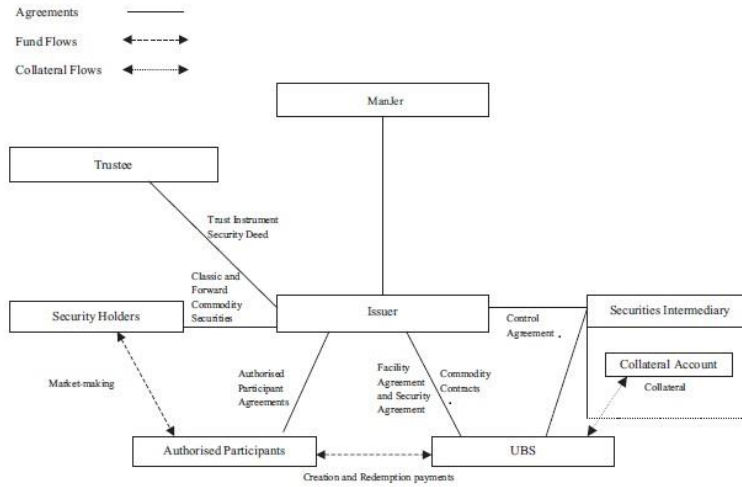 Agreements
Fund Flows
Collateral Flows
ManJer
Trustee
Trust Instrument
Security Deed
Classic and
Forward
Commodity
Securities
Security Holders
Issuer
Control
Agreement
Securities Intermediary
Collateral Account
Collateral
Market-making
Authorised
Participant
Agreements
Facility
Agreement
and Security
Agreement
Commodity
Contracts
Authorised Participants
UBS
Creation and Redemption payments